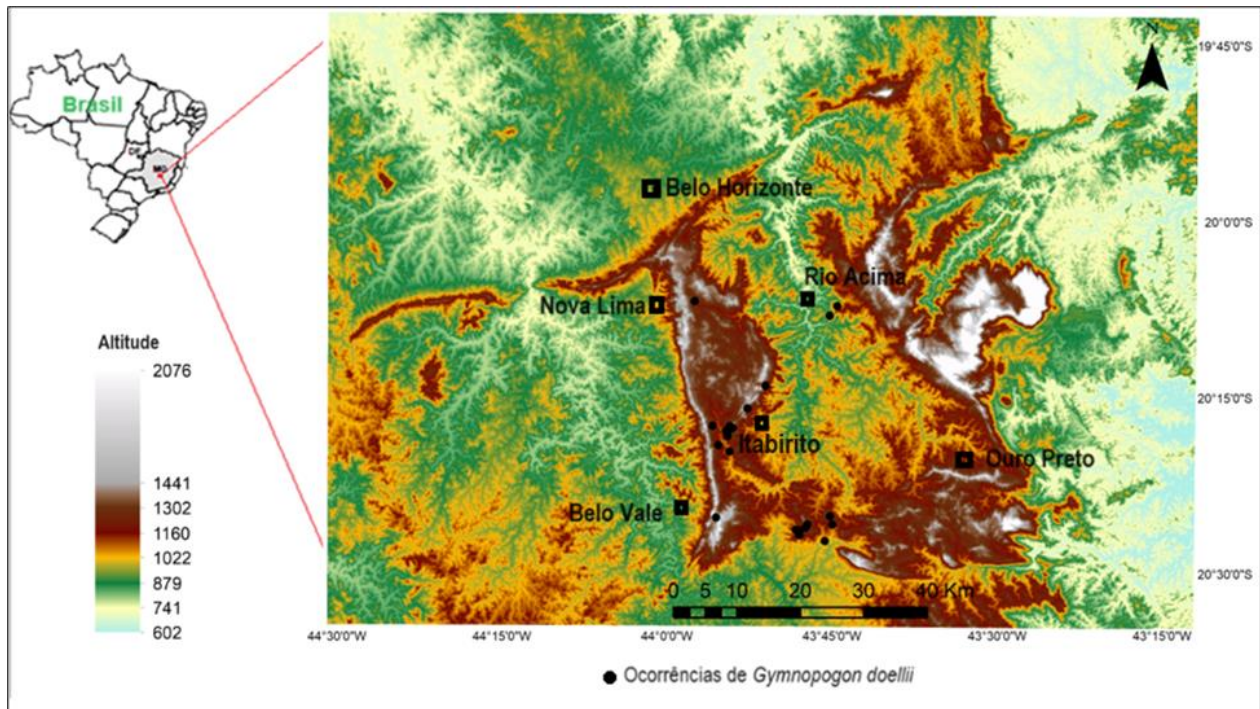 Brasil
DF
MG
N
19°45'0"S
20°0'0"S
20°15'0"S
20°30'0"S
Belo Horizonte
Rio Acima
Nova Lima
Itabirito
Ouro Preto
Belo Vale
Altitude
2076
1441
1302
1160
1022
879
741
602
0 5 10 20 30 40 Km
44°30'0"W 44°15'0"W 44°0'0"W 43°45'0"W 43°30'0"W 43°15'0"W
Ocorrências de Gymnopogon doellii